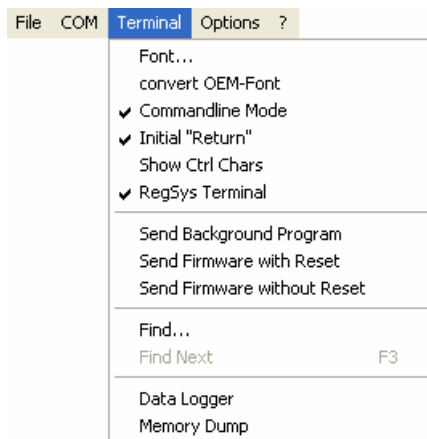 File COM Terminal Options ?
Font...
convert OEM-Font
Commandline Mode
Initial "Return"
Show Ctrl Chars
RegSys Terminal
Send Background Program
Send Firmware with Reset
Send Firmware without Reset
Find...
Find Next F3
Data Logger
Memory Dump